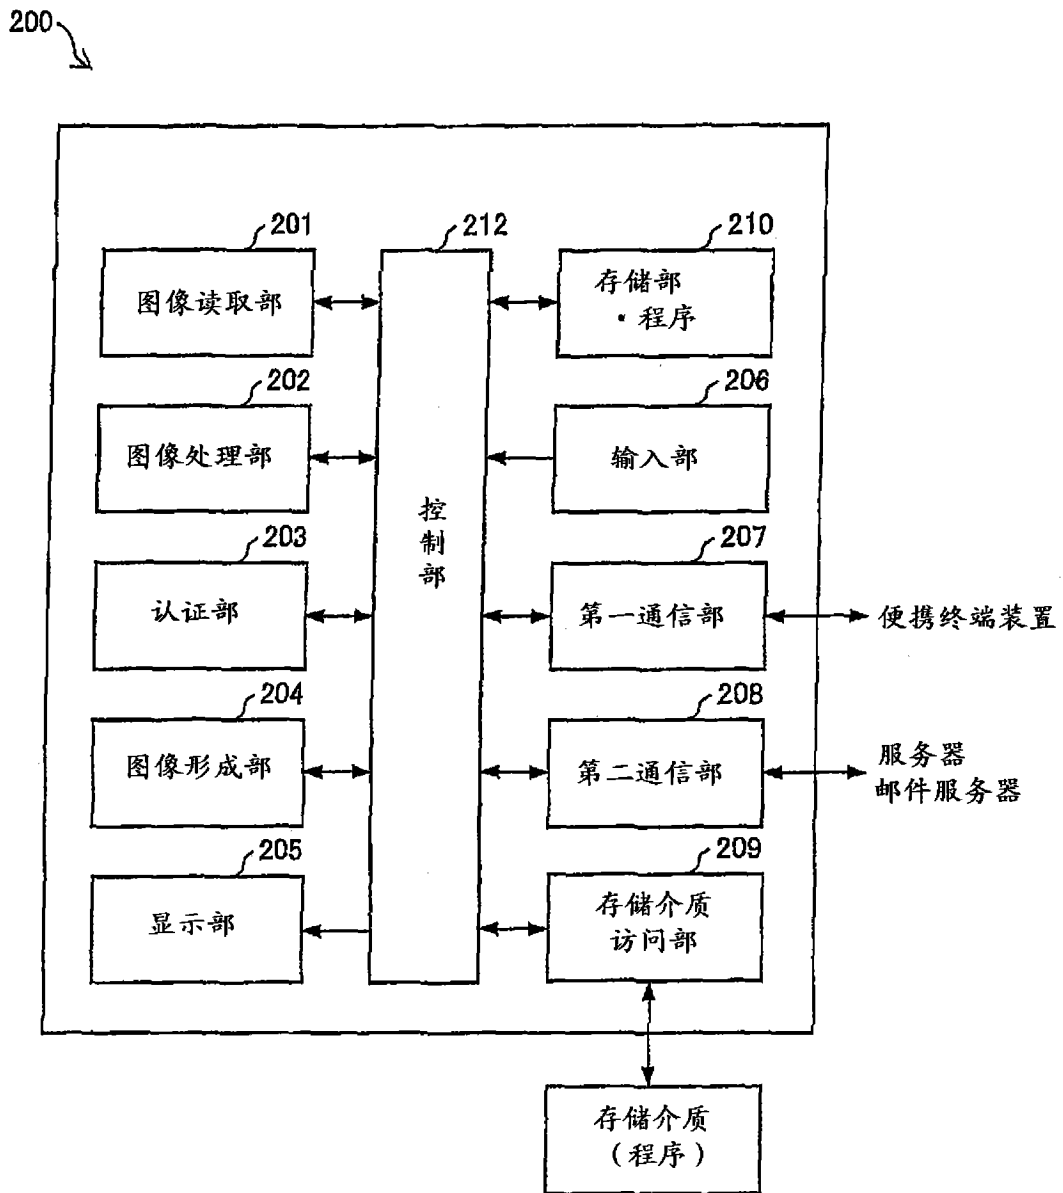 200
201
212
210
图像读取部
存储部
・程序
202
206
图像处理部
输入部
控制部
203
207
认证部
第一通信部
便携终端装置
204
208
图像形成部
第二通信部
服务器
邮件服务器
205
209
显示部
存储介质
访问部
存储介质
(程序)